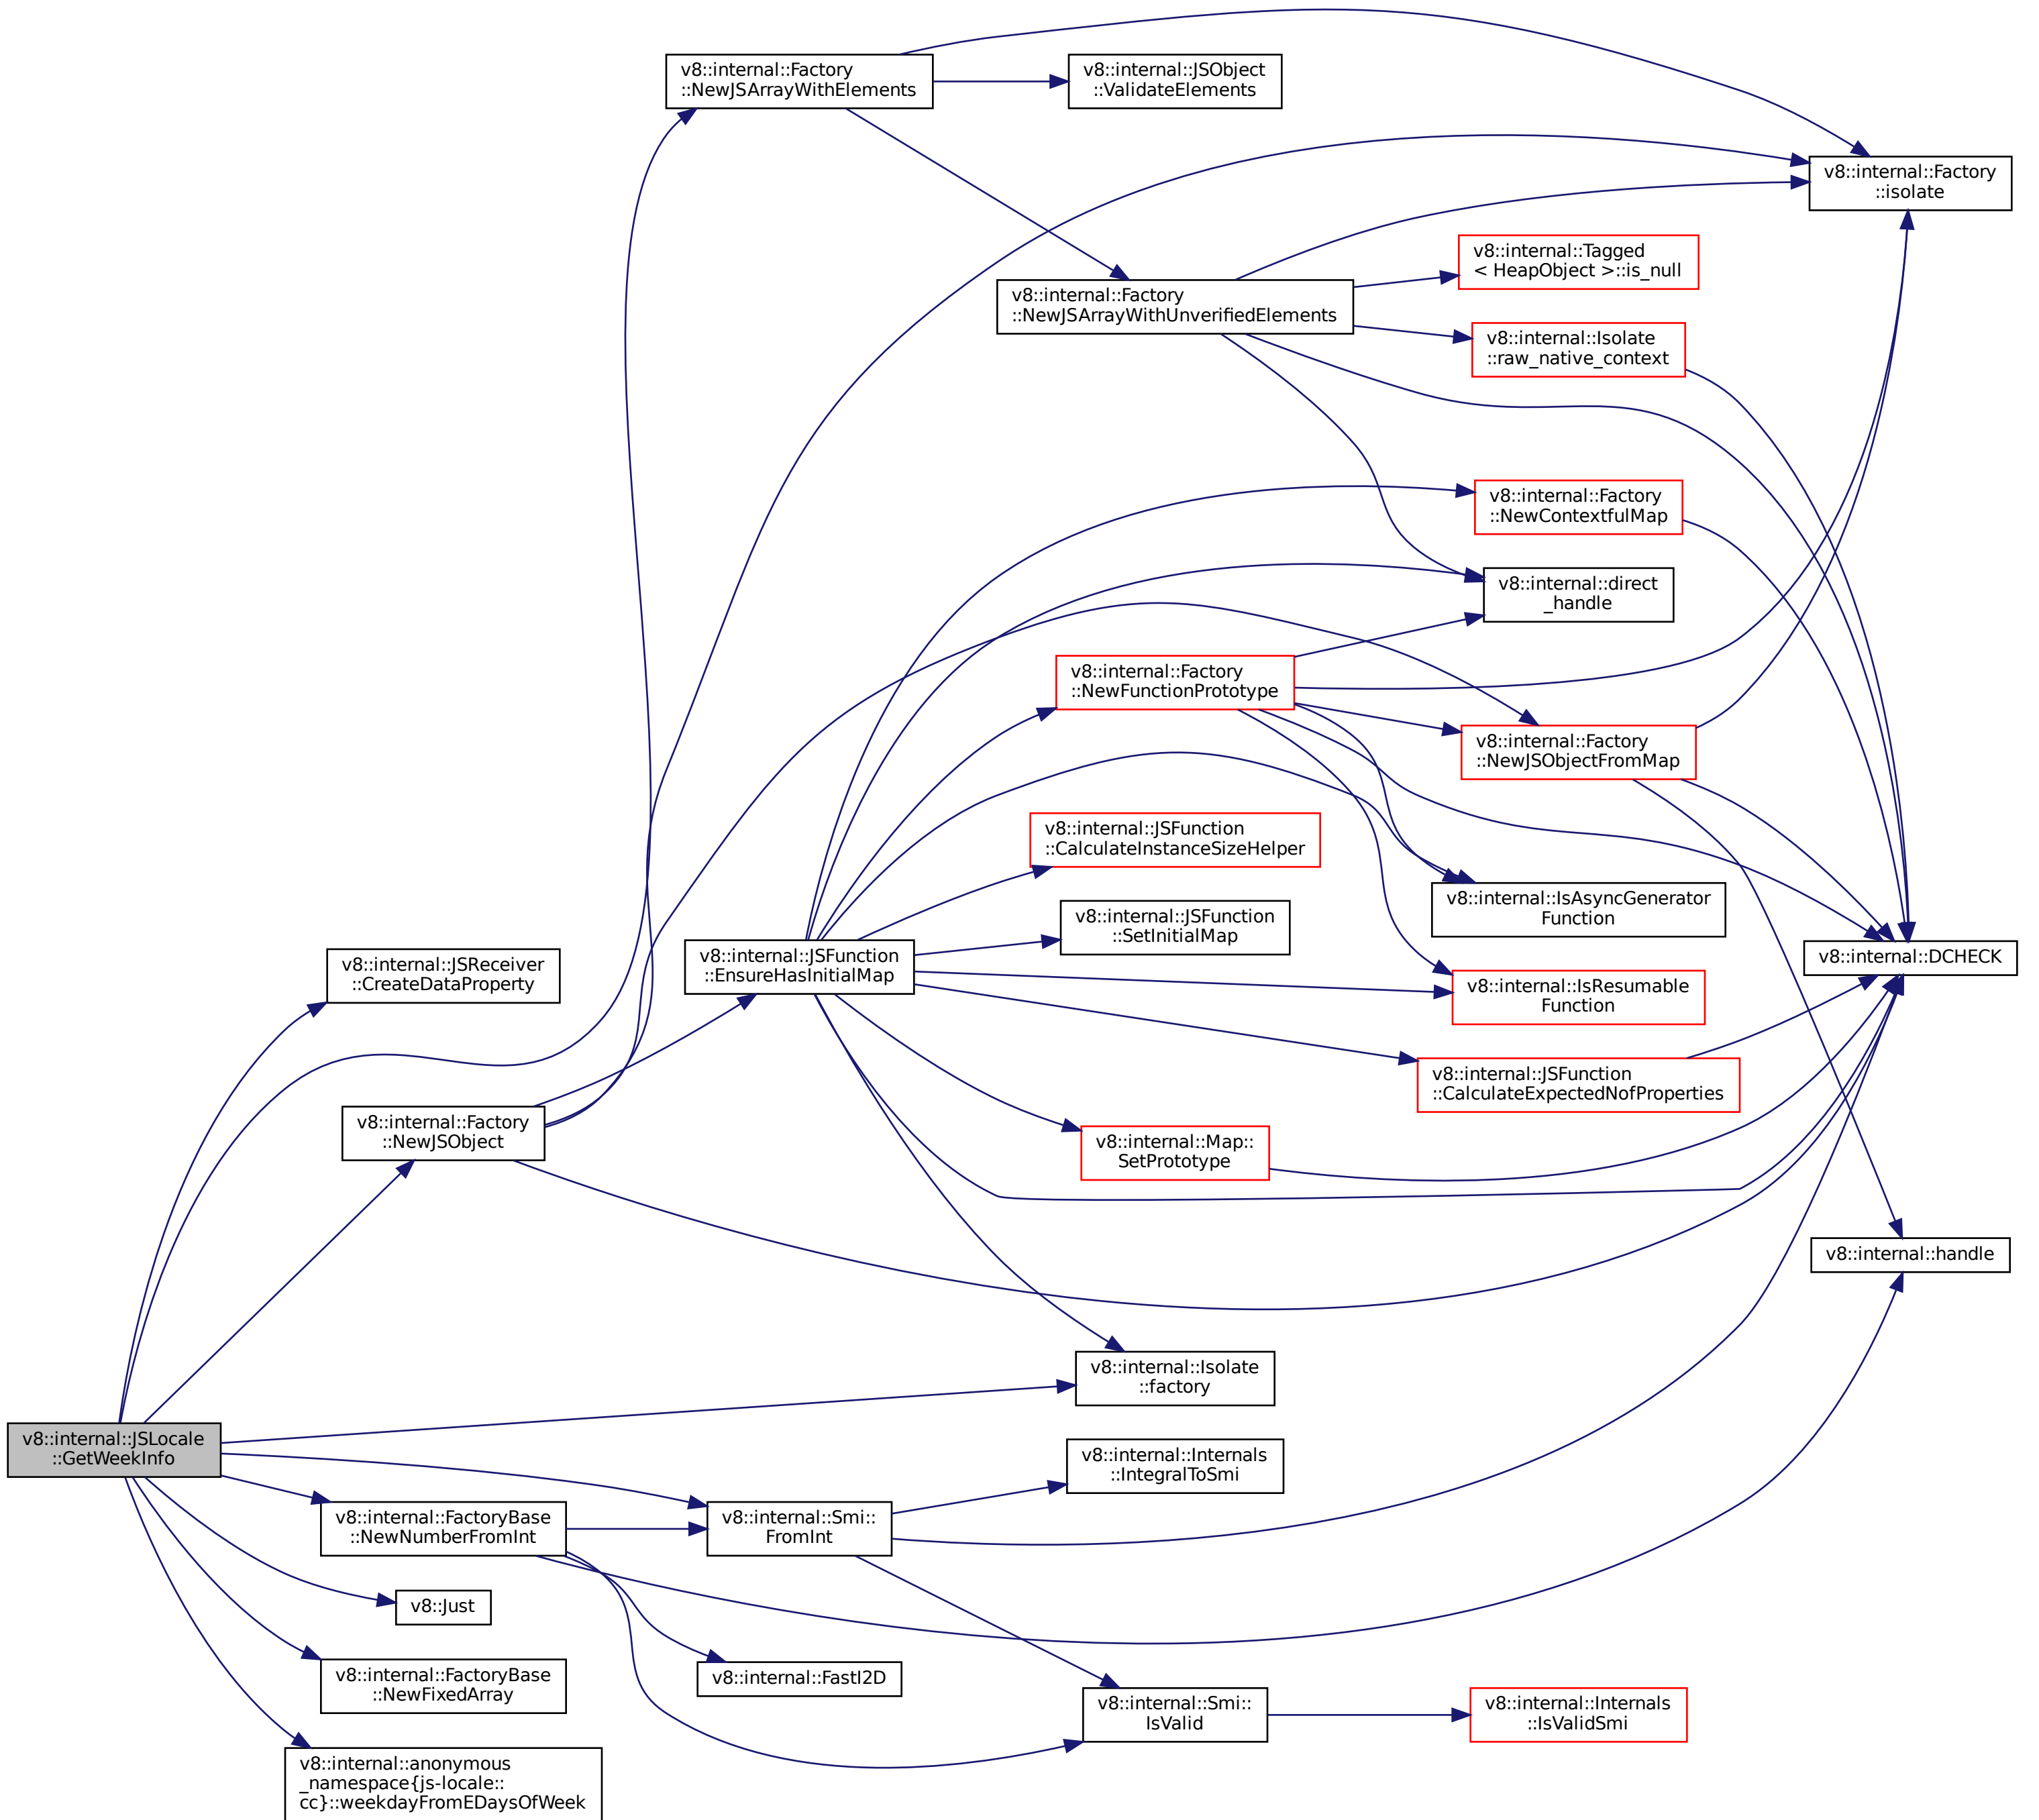 v8::internal::Factory
::NewJSArrayWithElements
v8::internal::JSObject
::ValidateElements
v8::internal::Factory
::isolate
v8::internal::Tagged
< HeapObject >::is_null
v8::internal::Factory
::NewJSArrayWithUnverifiedElements
v8::internal::Isolate
::raw_native_context
v8::internal::Factory
::NewContextfulMap
v8::internal::direct
_handle
v8::internal::Factory
::NewFunctionPrototype
v8::internal::Factory
::NewJSObjectFromMap
v8::internal::JSFunction
::CalculateInstanceSizeHelper
v8::internal::IsAsyncGenerator
Function
v8::internal::JSFunction
::SetInitialMap
v8::internal::JSReceiver
::CreateDataProperty
v8::internal::JSFunction
::EnsureHasInitialMap
v8::internal::DCHECK
v8::internal::IsResumable
Function
v8::internal::JSFunction
::CalculateExpectedNofProperties
v8::internal::Factory
::NewJSObject
v8::internal::Map::
SetPrototype
v8::internal::handle
v8::internal::Isolate
::factory
v8::internal::JSLocale
::GetWeekInfo
v8::internal::Internals
::IntegralToSmi
v8::internal::FactoryBase
::NewNumberFromInt
v8::internal::Smi::
FromInt
v8::Just
v8::internal::FactoryBase
::NewFixedArray
v8::internal::FastI2D
v8::internal::Smi::
IsValid
v8::internal::Internals
::IsValidSmi
v8::internal::anonymous
_namespace{js-locale::
cc}::weekdayFromEDaysOfWeek